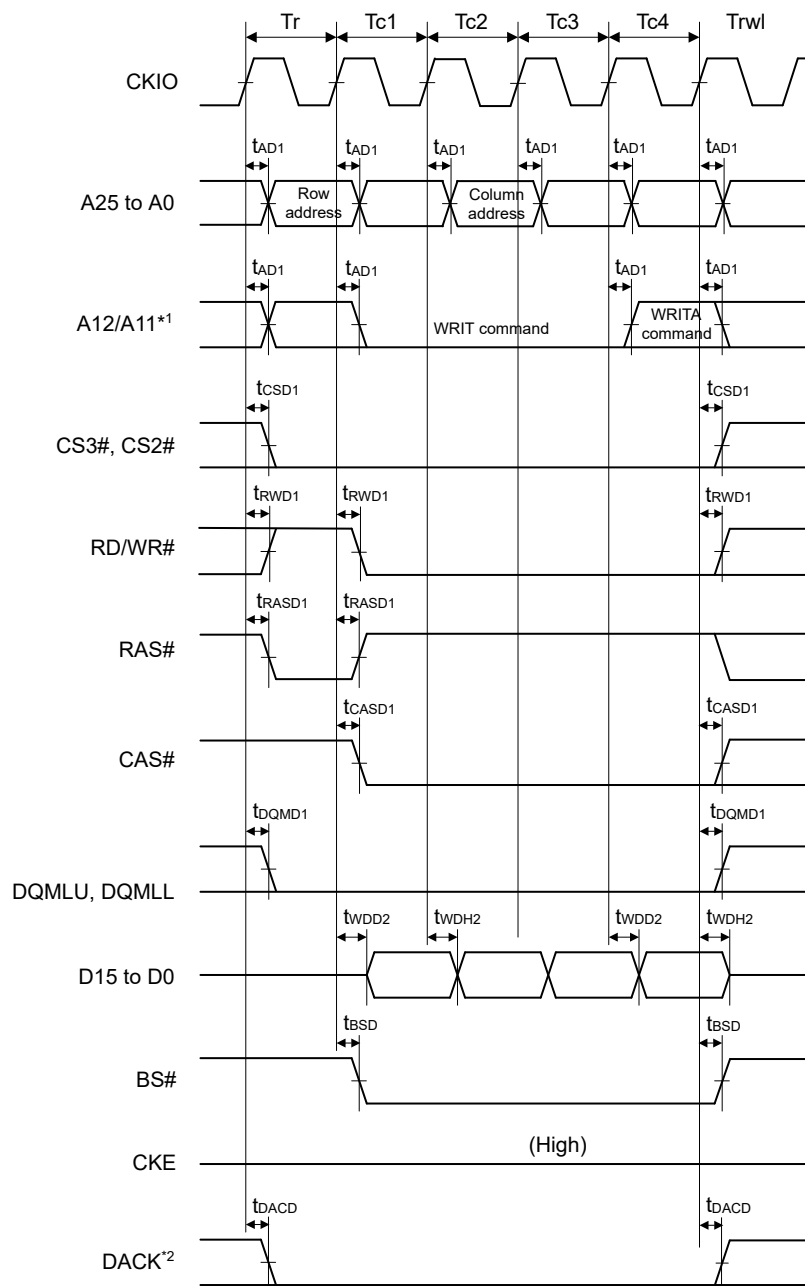 Tr Tc1 Tc2 Tc3 Tc4 Trwl
CKIO
tAD1 tAD1 tAD1 tAD1 tAD1 tAD1
A25 to A0
Row
address
Column
address
tAD1 tAD1 tAD1 tAD1
A12/A11*1
WRIT command
WRITA
command
tCSD1 tCSD1
CS3#, CS2#
tRWD1 tRWD1 tRWD1
RD/WR#
tRASD1 tRASD1
RAS#
tCASD1 tCASD1
CAS#
tDQMD1 tDQMD1
DQMLU, DQMLL
tWDD2 tWDH2 tWDD2 tWDH2
D15 to D0
tBSD tBSD
BS#
(High)
CKE
tDACD tDACD
DACK*2